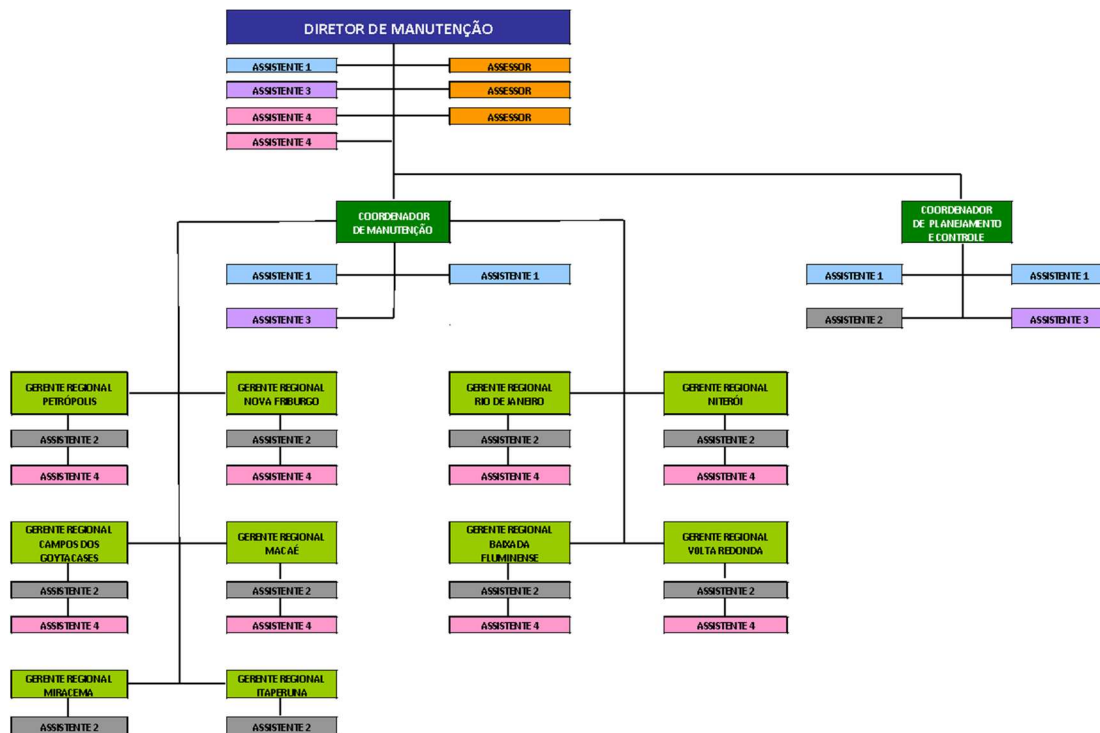 DIRETOR DE MANUTENÇÃO
ASSISTENTE 1
ASSESSOR
ASSISTENTE 3
ASSESSOR
ASSISTENTE 4
ASSESSOR
ASSISTENTE 4
COORDENADOR
DE MANUTENÇÃO
COORDENADOR
DE PLANEJAMENTO
E CONTROLE
ASSISTENTE 1
ASSISTENTE 1
ASSISTENTE 1
ASSISTENTE 1
ASSISTENTE 3
ASSISTENTE 2
ASSISTENTE 3
GERENTE REGIONAL
PETRÓPOLIS
GERENTE REGIONAL
NOVA FRIBURGO
GERENTE REGIONAL
RIO DE JANEIRO
GERENTE REGIONAL
NITERÓI
ASSISTENTE 2
ASSISTENTE 2
ASSISTENTE 2
ASSISTENTE 2
ASSISTENTE 4
ASSISTENTE 4
ASSISTENTE 4
ASSISTENTE 4
GERENTE REGIONAL
CAMPOS DOS
GOYTACASES
GERENTE REGIONAL
MACAÉ
GERENTE REGIONAL
BAIXADA
FLUMINENSE
GERENTE REGIONAL
VOLTA REDONDA
ASSISTENTE 2
ASSISTENTE 2
ASSISTENTE 2
ASSISTENTE 2
ASSISTENTE 4
ASSISTENTE 4
ASSISTENTE 4
ASSISTENTE 4
GERENTE REGIONAL
MIRACEMA
GERENTE REGIONAL
ITAPERUNA
ASSISTENTE 2
ASSISTENTE 2